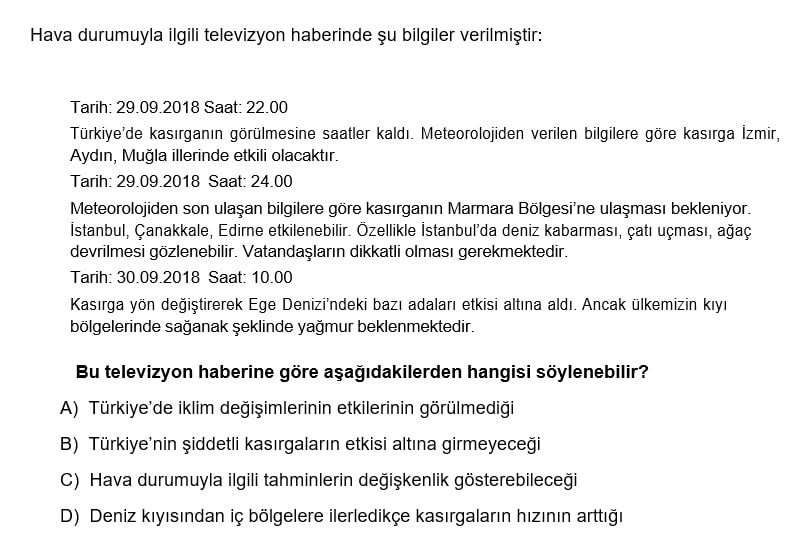 Hava durumuyla ilgili televizyon haberinde şu bilgiler verilmiştir:
Tarih: 29.09.2018 Saat: 22.00
Türkiye’de kasırganın görülmesine saatler kaldı. Meteorolojiden verilen bilgilere göre kasırga İzmir,
Aydın, Muğla illerinde etkili olacaktır.
Tarih: 29.09.2018 Saat: 24.00
Meteorolojiden son ulaşan bilgilere göre kasırganın Marmara Bölgesi’ne ulaşması bekleniyor.
İstanbul, Çanakkale, Edirne etkilenebilir. Özellikle İstanbul’da deniz kabarması, çatı uçması, ağaç
devrilmesi gözlenebilir. Vatandaşların dikkatli olması gerekmektedir.
Tarih: 30.09.2018 Saat: 10.00
Kasırga yön değiştirerek Ege Denizi’ndeki bazı adaları etkisi altına aldı. Ancak ülkemizin kıyı
bölgelerinde sağanak şeklinde yağmur beklenmektedir.
Bu televizyon haberine göre aşağıdakilerden hangisi söylenebilir?
A) Türkiye’de iklim değişimlerinin etkilerinin görülmediği
B) Türkiye’nin şiddetli kasırgaların etkisi altına girmeyeceği
C) Hava durumuyla ilgili tahminlerin değişkenlik gösterebileceği
D) Deniz kıyısından iç bölgelere ilerledikçe kasırgaların hızının arttığı